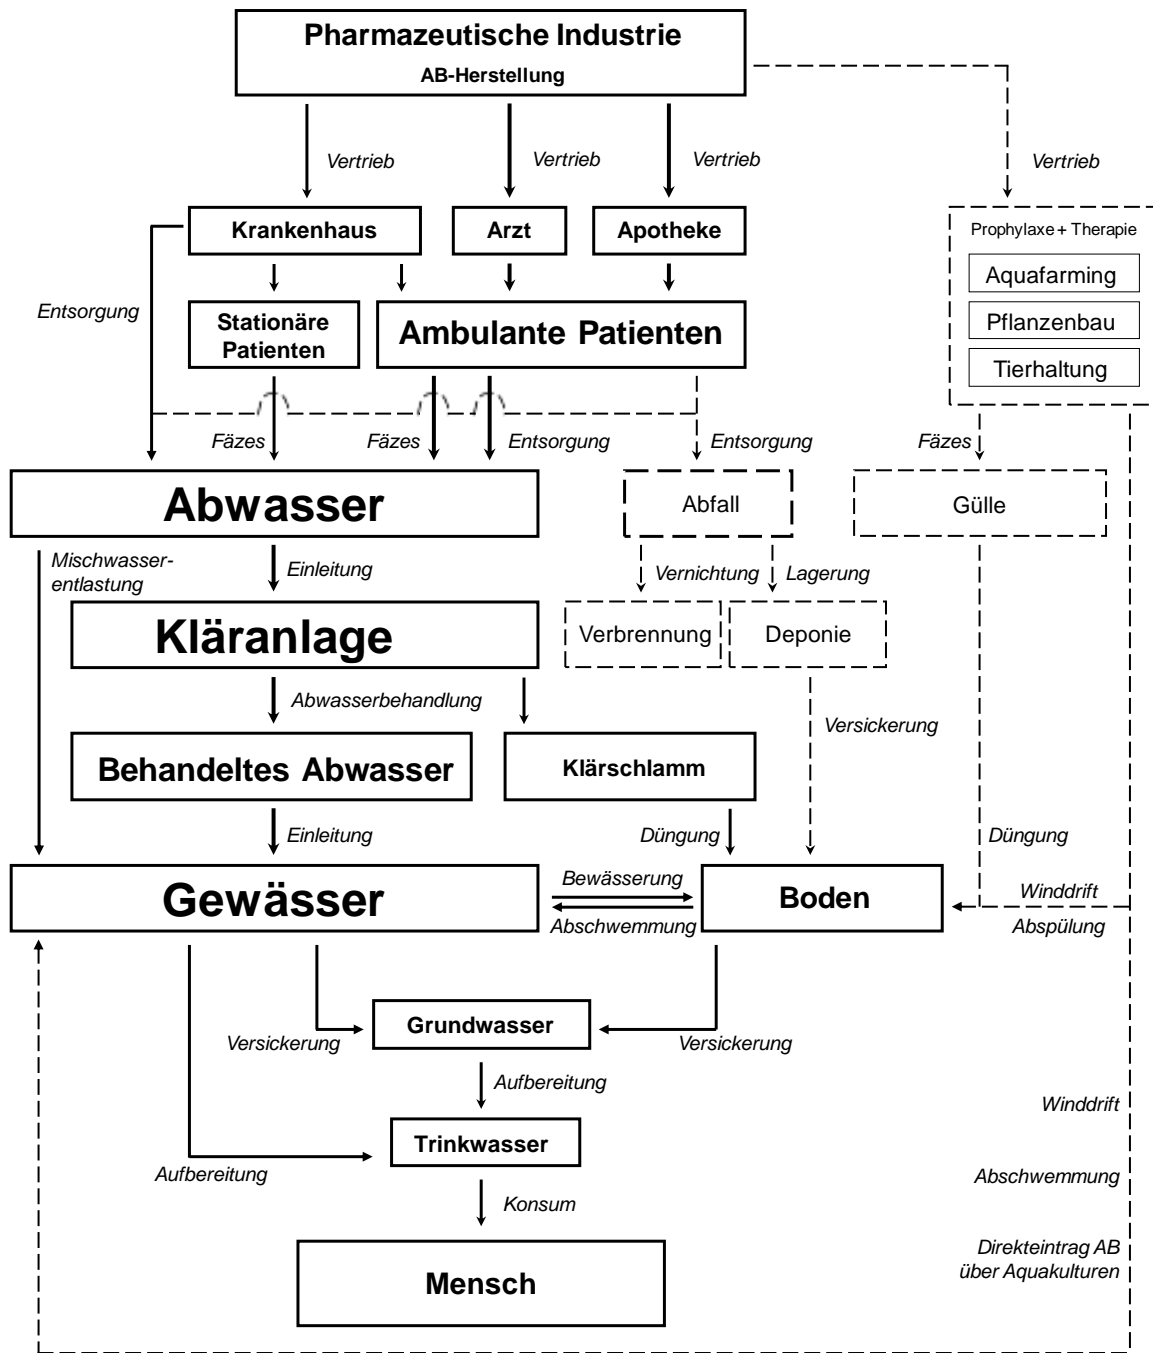 Pharmazeutische Industrie
AB-Herstellung
Vertrieb
Vertrieb
Vertrieb
Vertrieb
Krankenhaus
Arzt
Apotheke
Prophylaxe + Therapie
Aquafarming
Pflanzenbau
Tierhaltung
Entsorgung
Stationäre
Patienten
Ambulante Patienten
Fäzes
Fäzes
Entsorgung
Entsorgung
Fäzes
Abwasser
Abfall
Gülle
Mischwasser-
entlastung
Einleitung
Vernichtung
Lagerung
Kläranlage
Verbrennung
Deponie
Abwasserbehandlung
Versickerung
Behandeltes Abwasser
Klärschlamm
Einleitung
Düngung
Düngung
Gewässer
Bewässerung
Abschwemmung
Boden
Winddrift
Abspülung
Grundwasser
Versickerung
Versickerung
Aufbereitung
Winddrift
Trinkwasser
Aufbereitung
Abschwemmung
Konsum
Direkteintrag AB
über Aquakulturen
Mensch